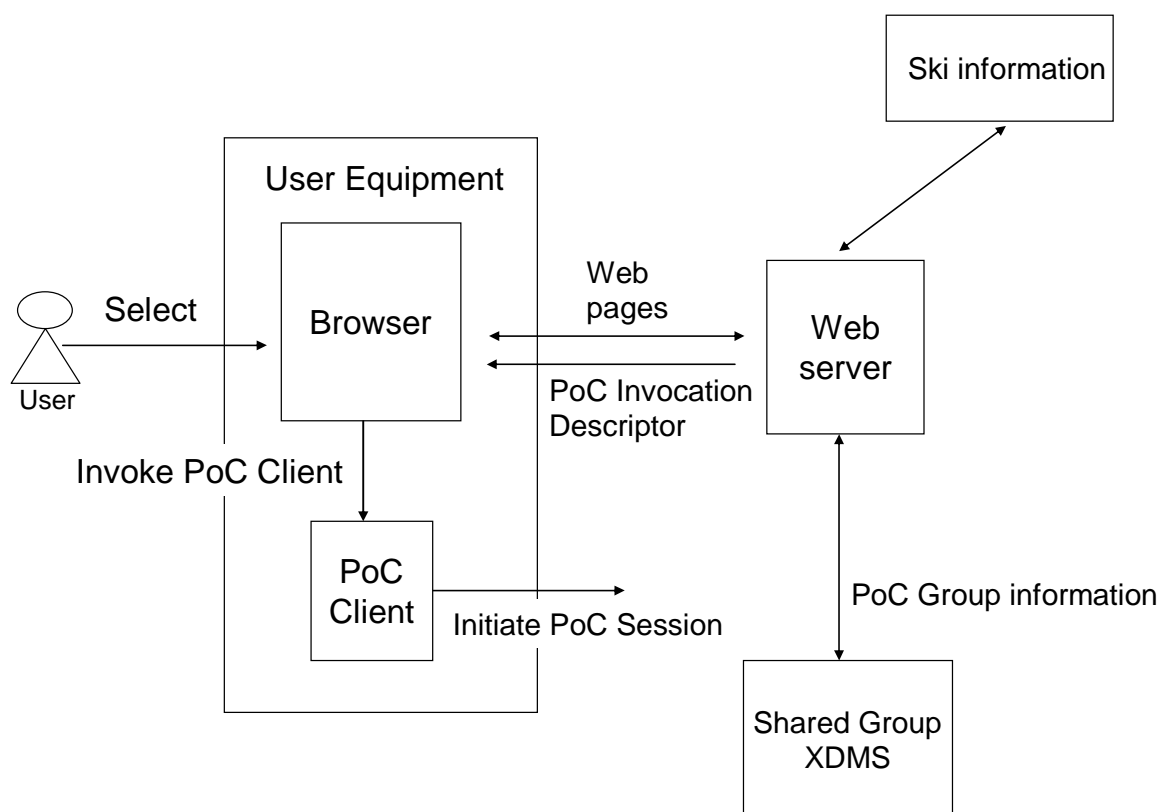 Ski information
User Equipment
Browser
Select
User
Web
pages
Web
server
PoC Invocation
Descriptor
Invoke PoC Client
PoC
Client
Initiate PoC Session
PoC Group information
Shared Group
XDMS